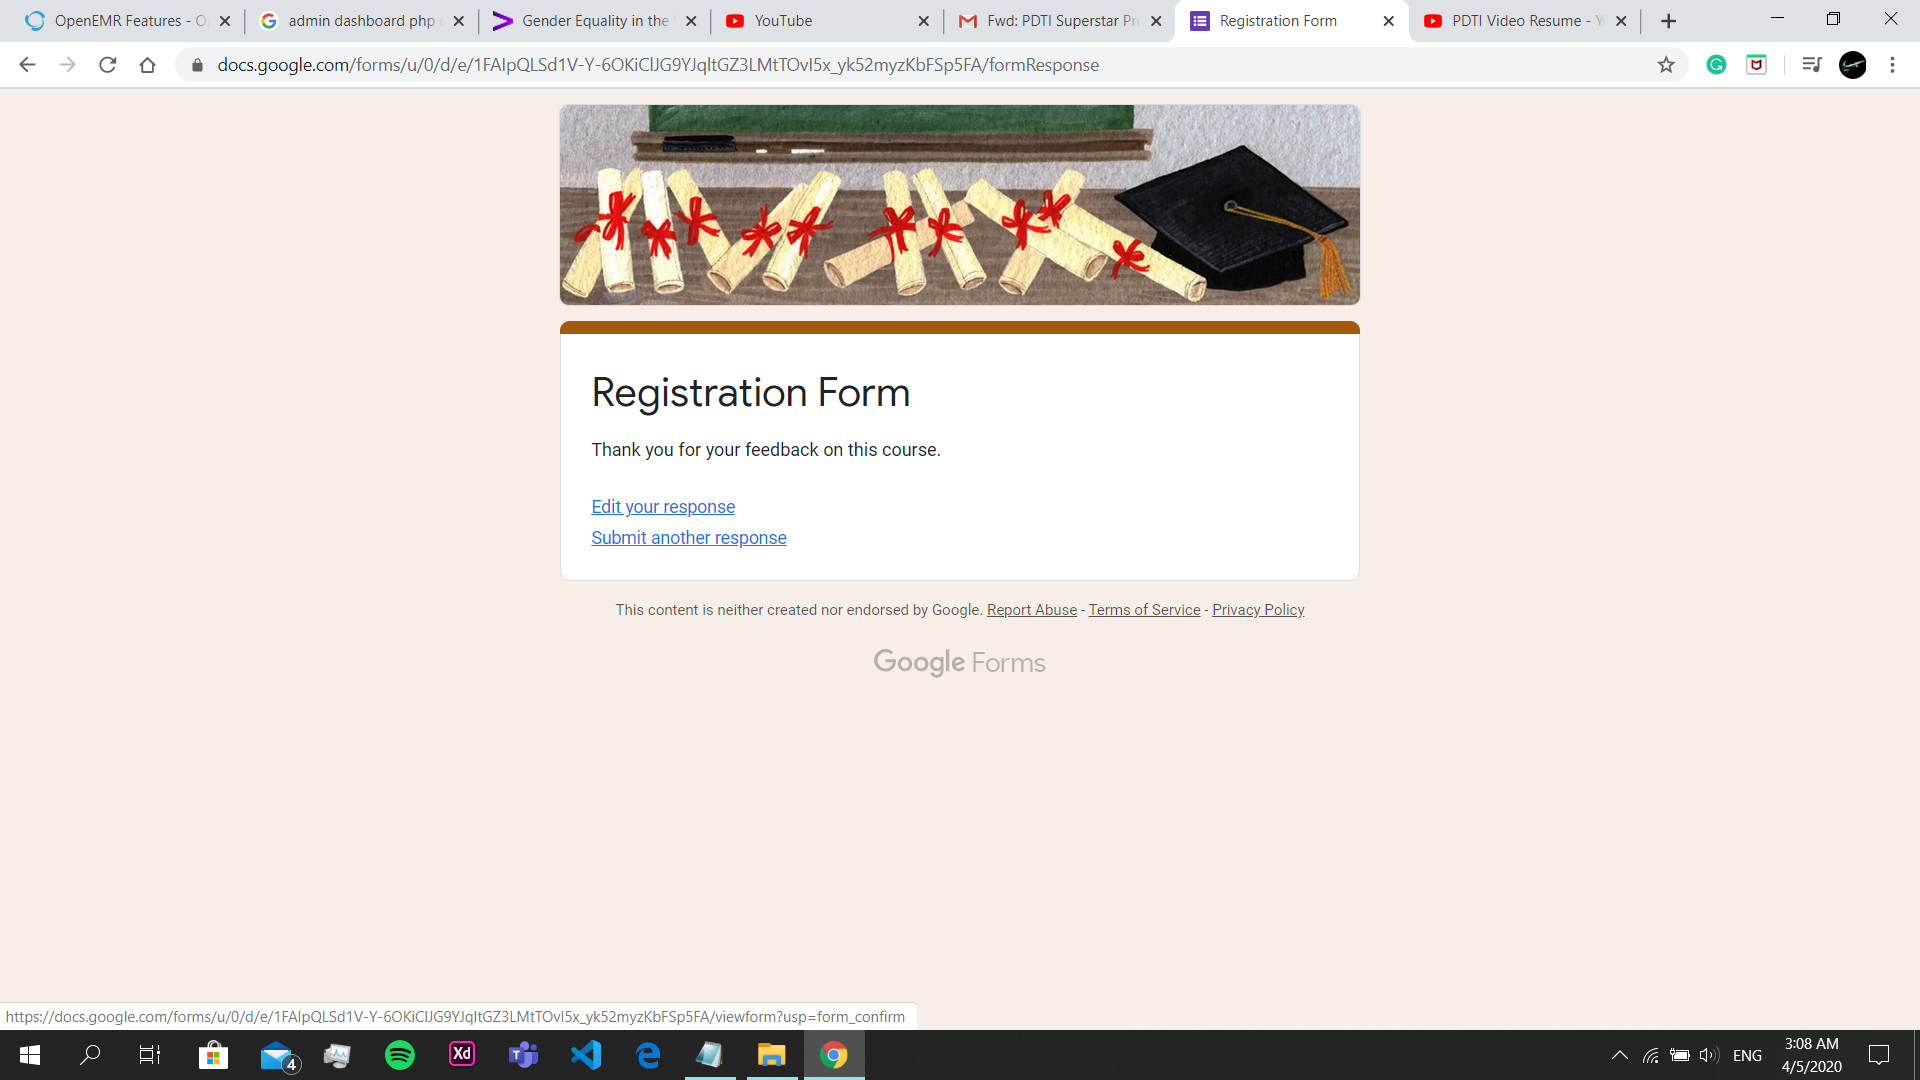 OpenEMR Features - O
admin dashboard php
Gender Equality in the
YouTube
Fwd: PDTI Superstar Pr
Registration Form
PDTI Video Resume - Y
docs.google.com/forms/u/0/d/e/1FAIpQLSd1V-Y-6OKiClJG9YJqltGZ3LMtTOvI5x_yk52myzKbFSp5FA/formResponse
Registration Form
Thank you for your feedback on this course.
Edit your response
Submit another response
This content is neither created nor endorsed by Google. Report Abuse - Terms of Service - Privacy Policy
Google Forms
https://docs.google.com/forms/u/0/d/e/1FAIpQLSd1V-Y-6OKiClJG9YJqltGZ3LMtTOvI5x_yk52myzKbFSp5FA/viewform?usp=form_confirm
4
Xd
ENG
3:08 AM
4/5/2020